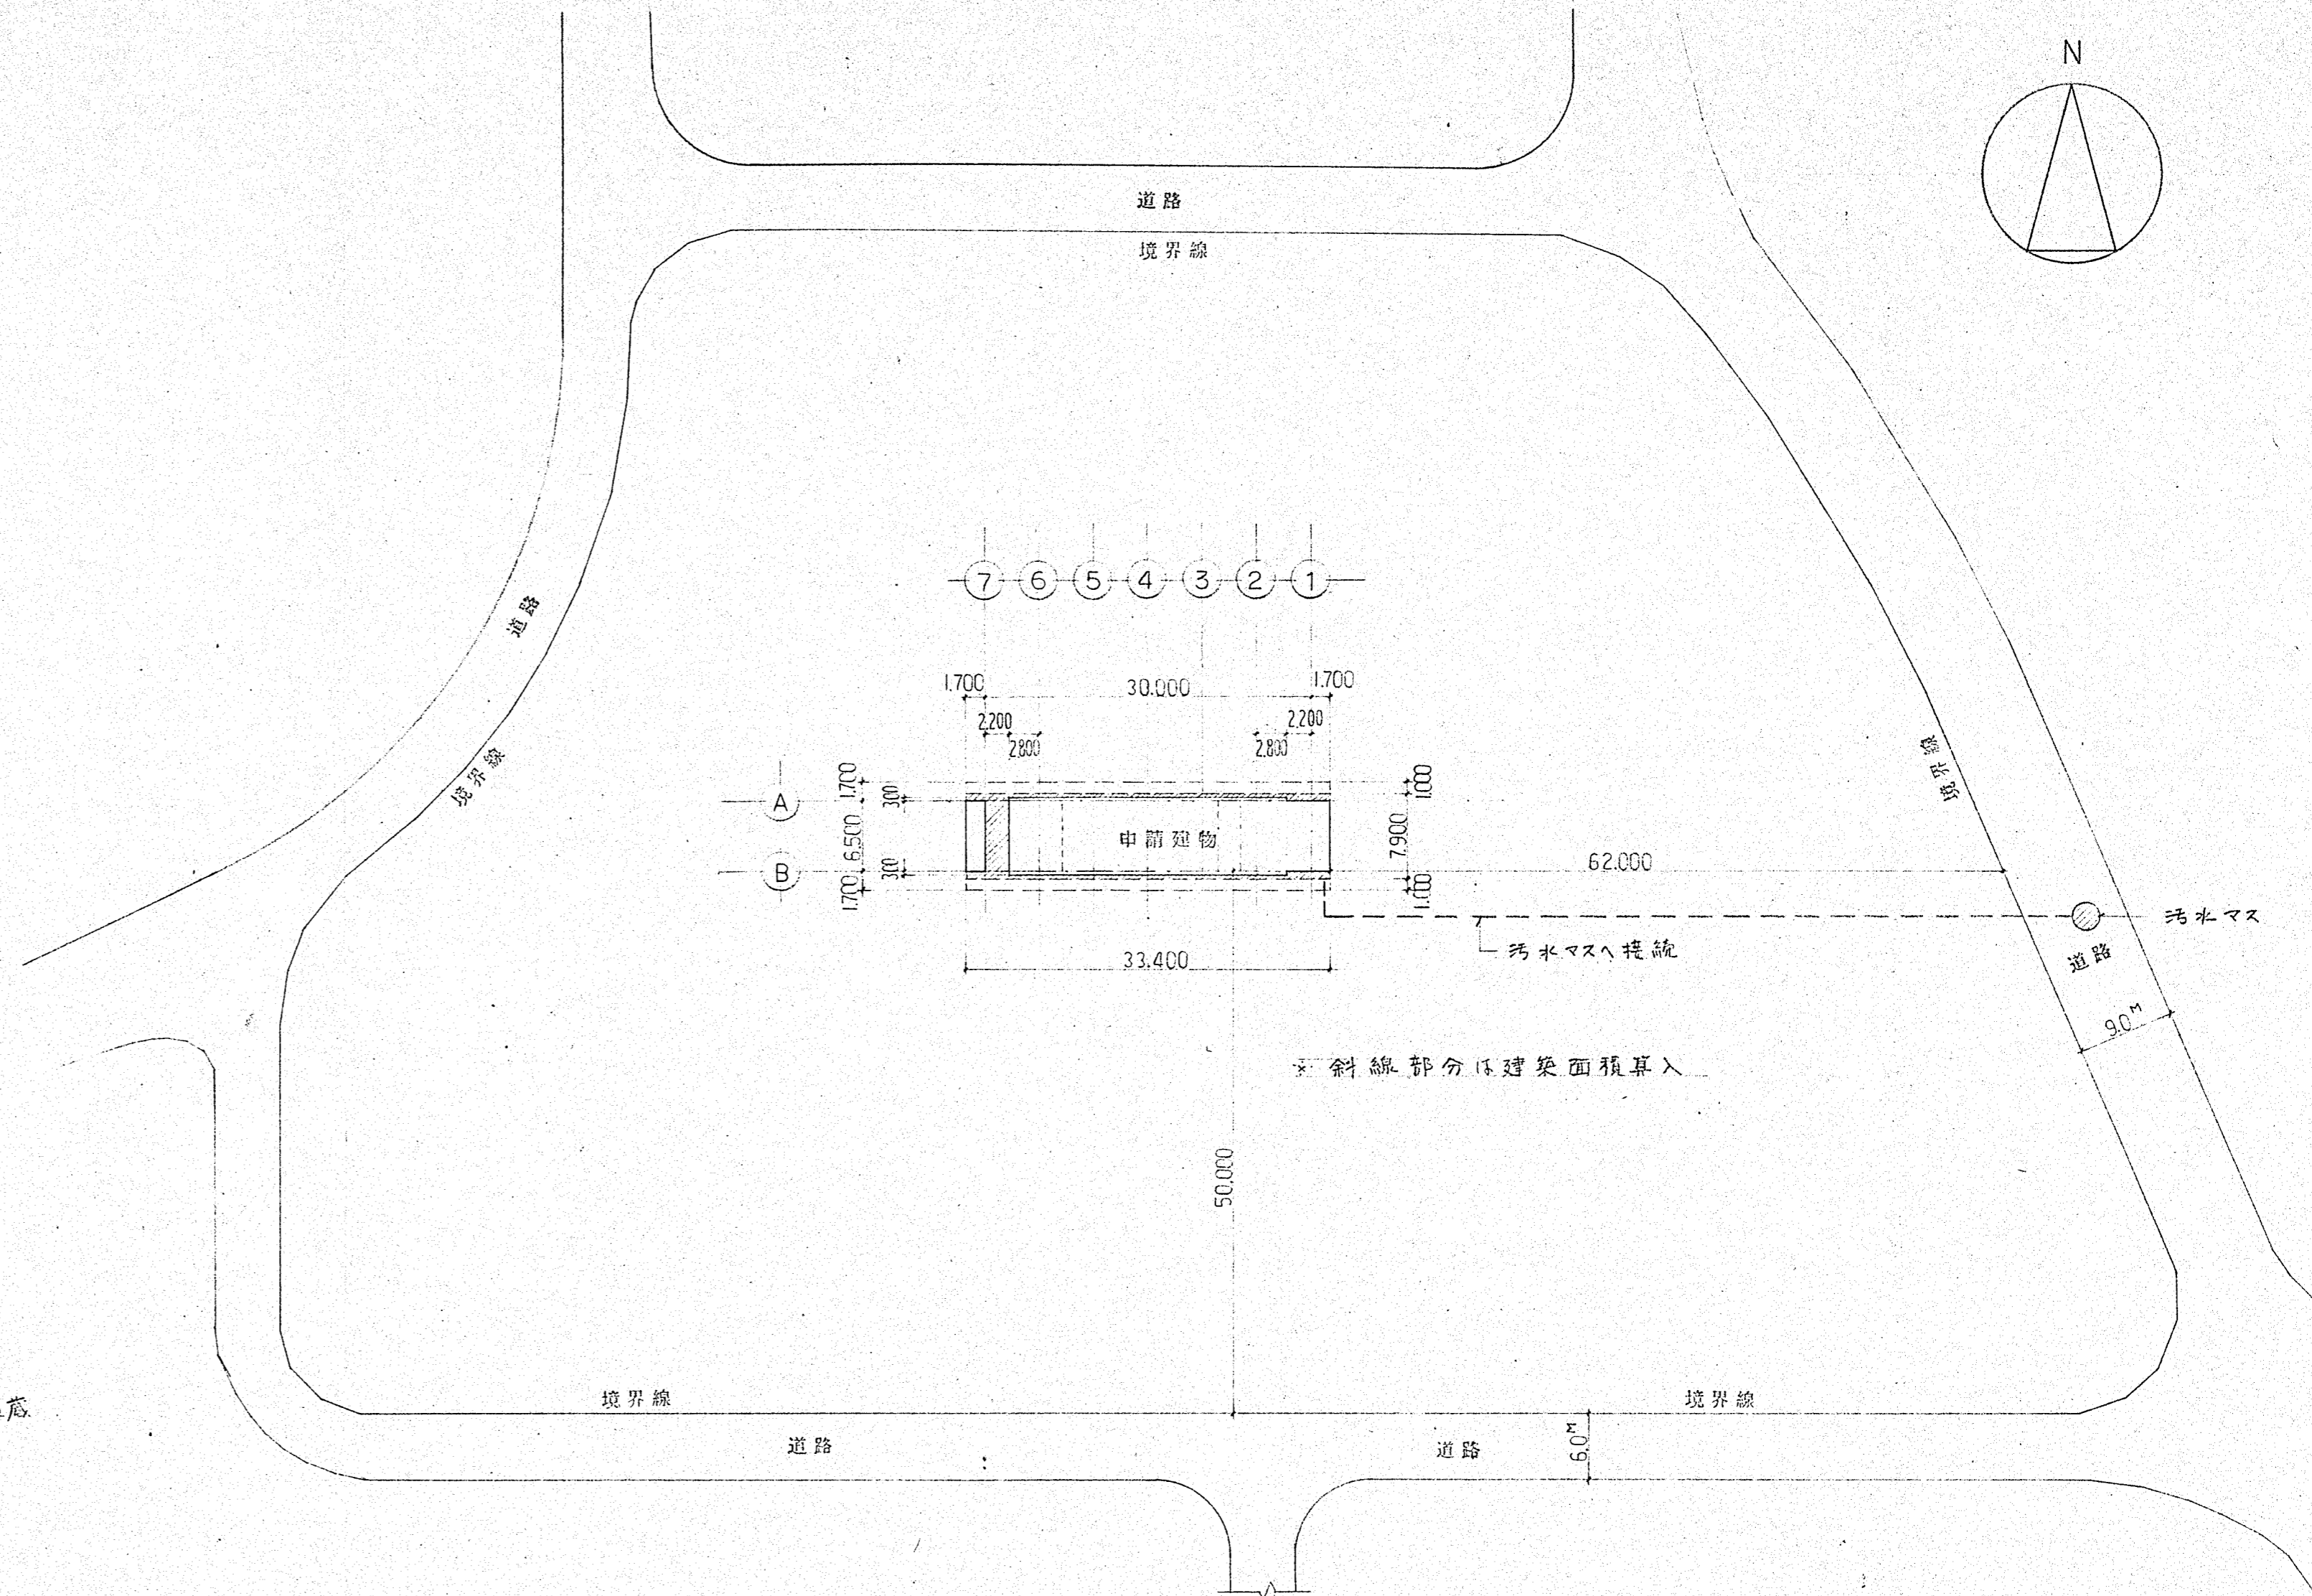 N
道路
境界線
7 6 5 4 3 2 1
道路
1.700 30.000 1.700
2.200 2.200
2.800 2.800
境界線
境界線
A
B
1.700
300
6.500
300
1.700
1.000
7.900
1.000
申請建物
62.000
汚水マス
汚水マスへ接続
道路
33.400
9.0M
※ 斜線部分は建築面積算入
50.000
境界線
境界線
道路
道路
6.0M